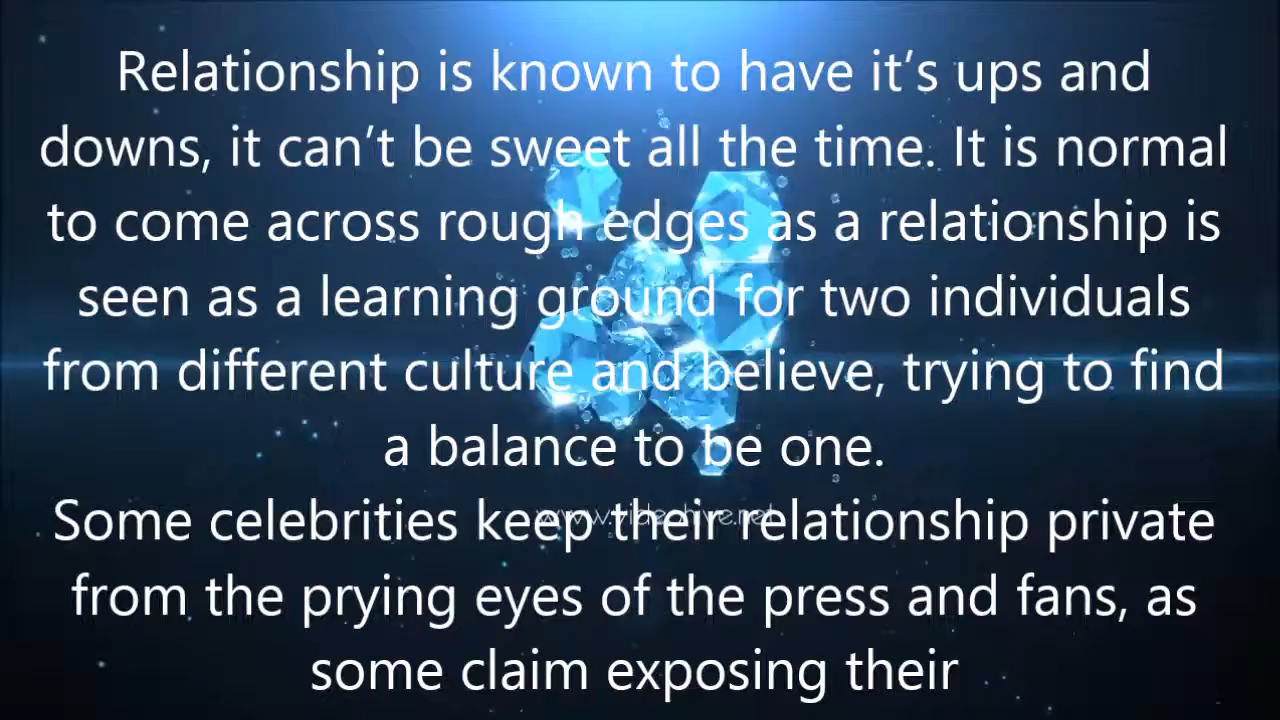 Relationship is known to have it’s ups and
downs, it can’t be sweet all the time. It is normal
to come across rough edges as a relationship is
seen as a learning ground for two individuals
from different culture and believe, trying to find
a balance to be one.
www.videohive.net
Some celebrities keep their relationship private
from the prying eyes of the press and fans, as
some claim exposing their